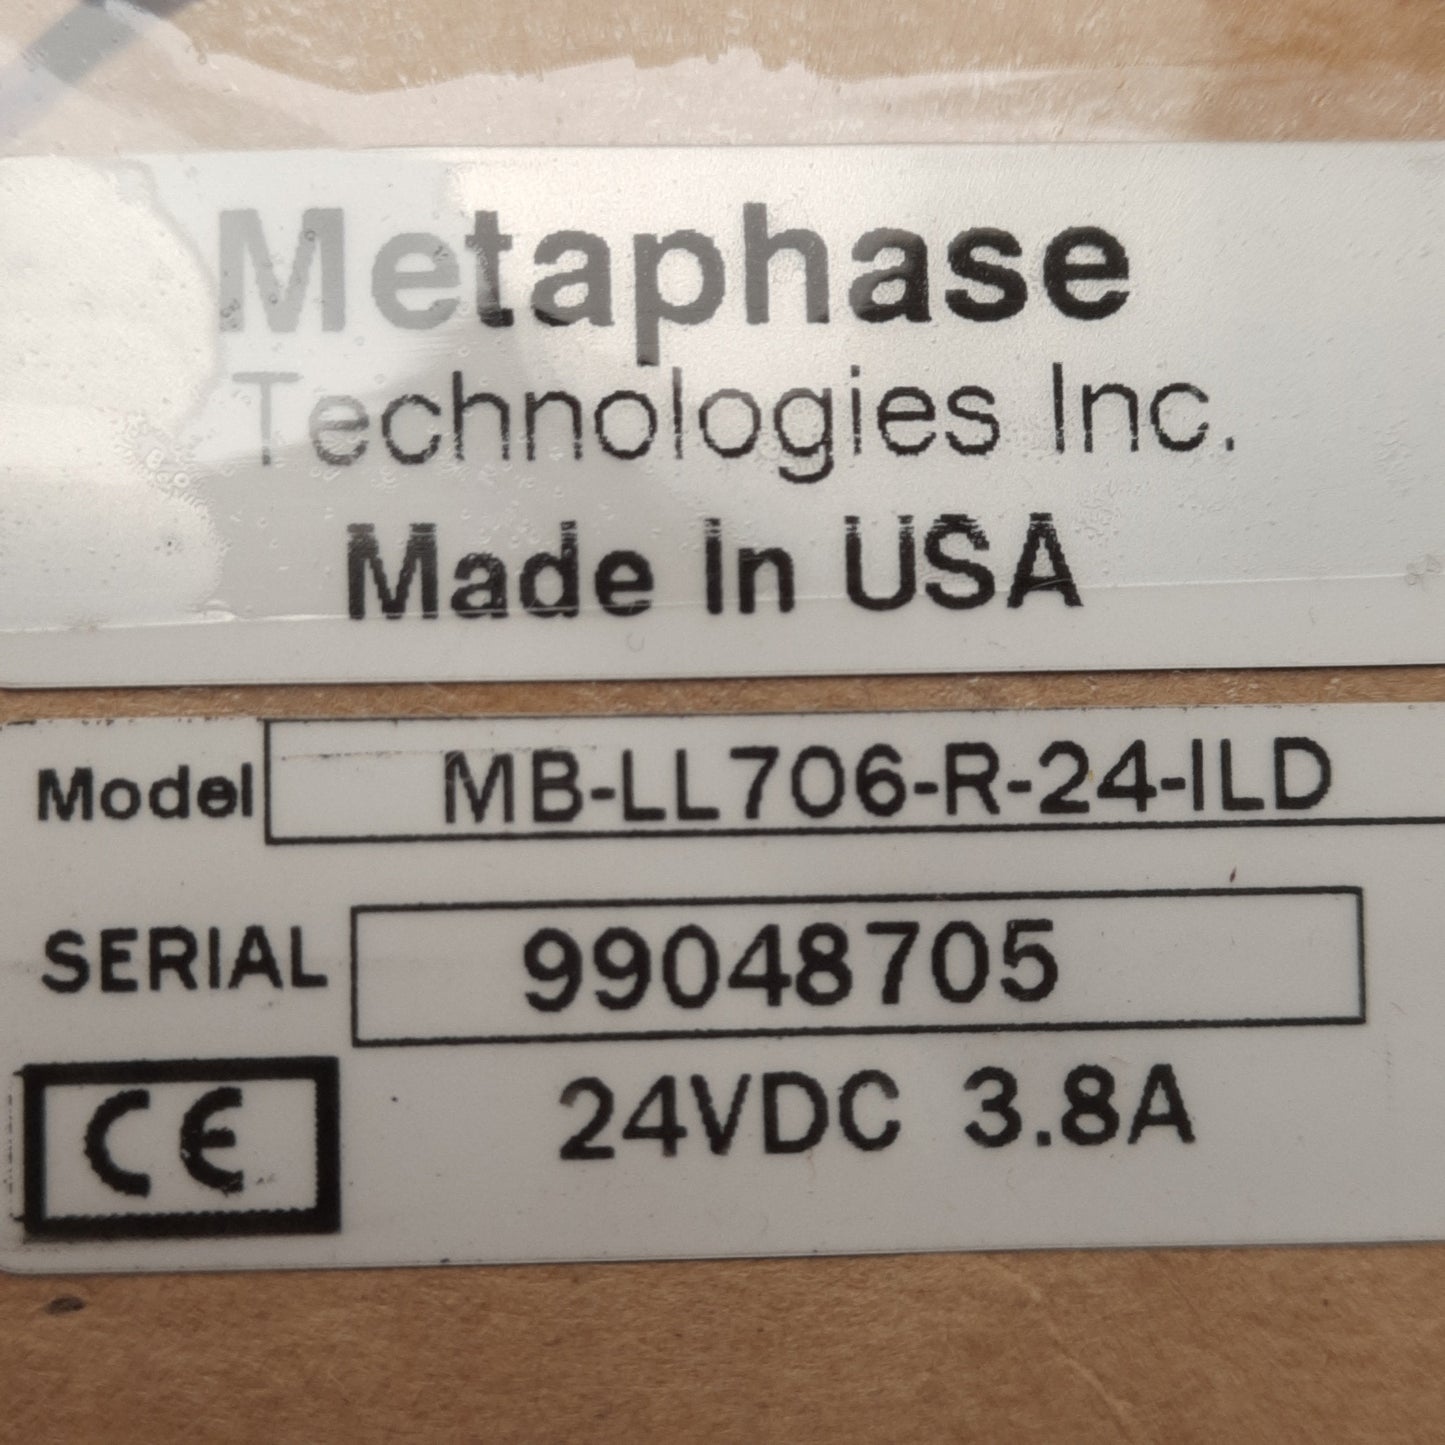 Metaphase
Technologies Inc.
Made In USA
Model MB-LL706-R-24-ILD
SERIAL 99048705
CE 24VDC 3.8A